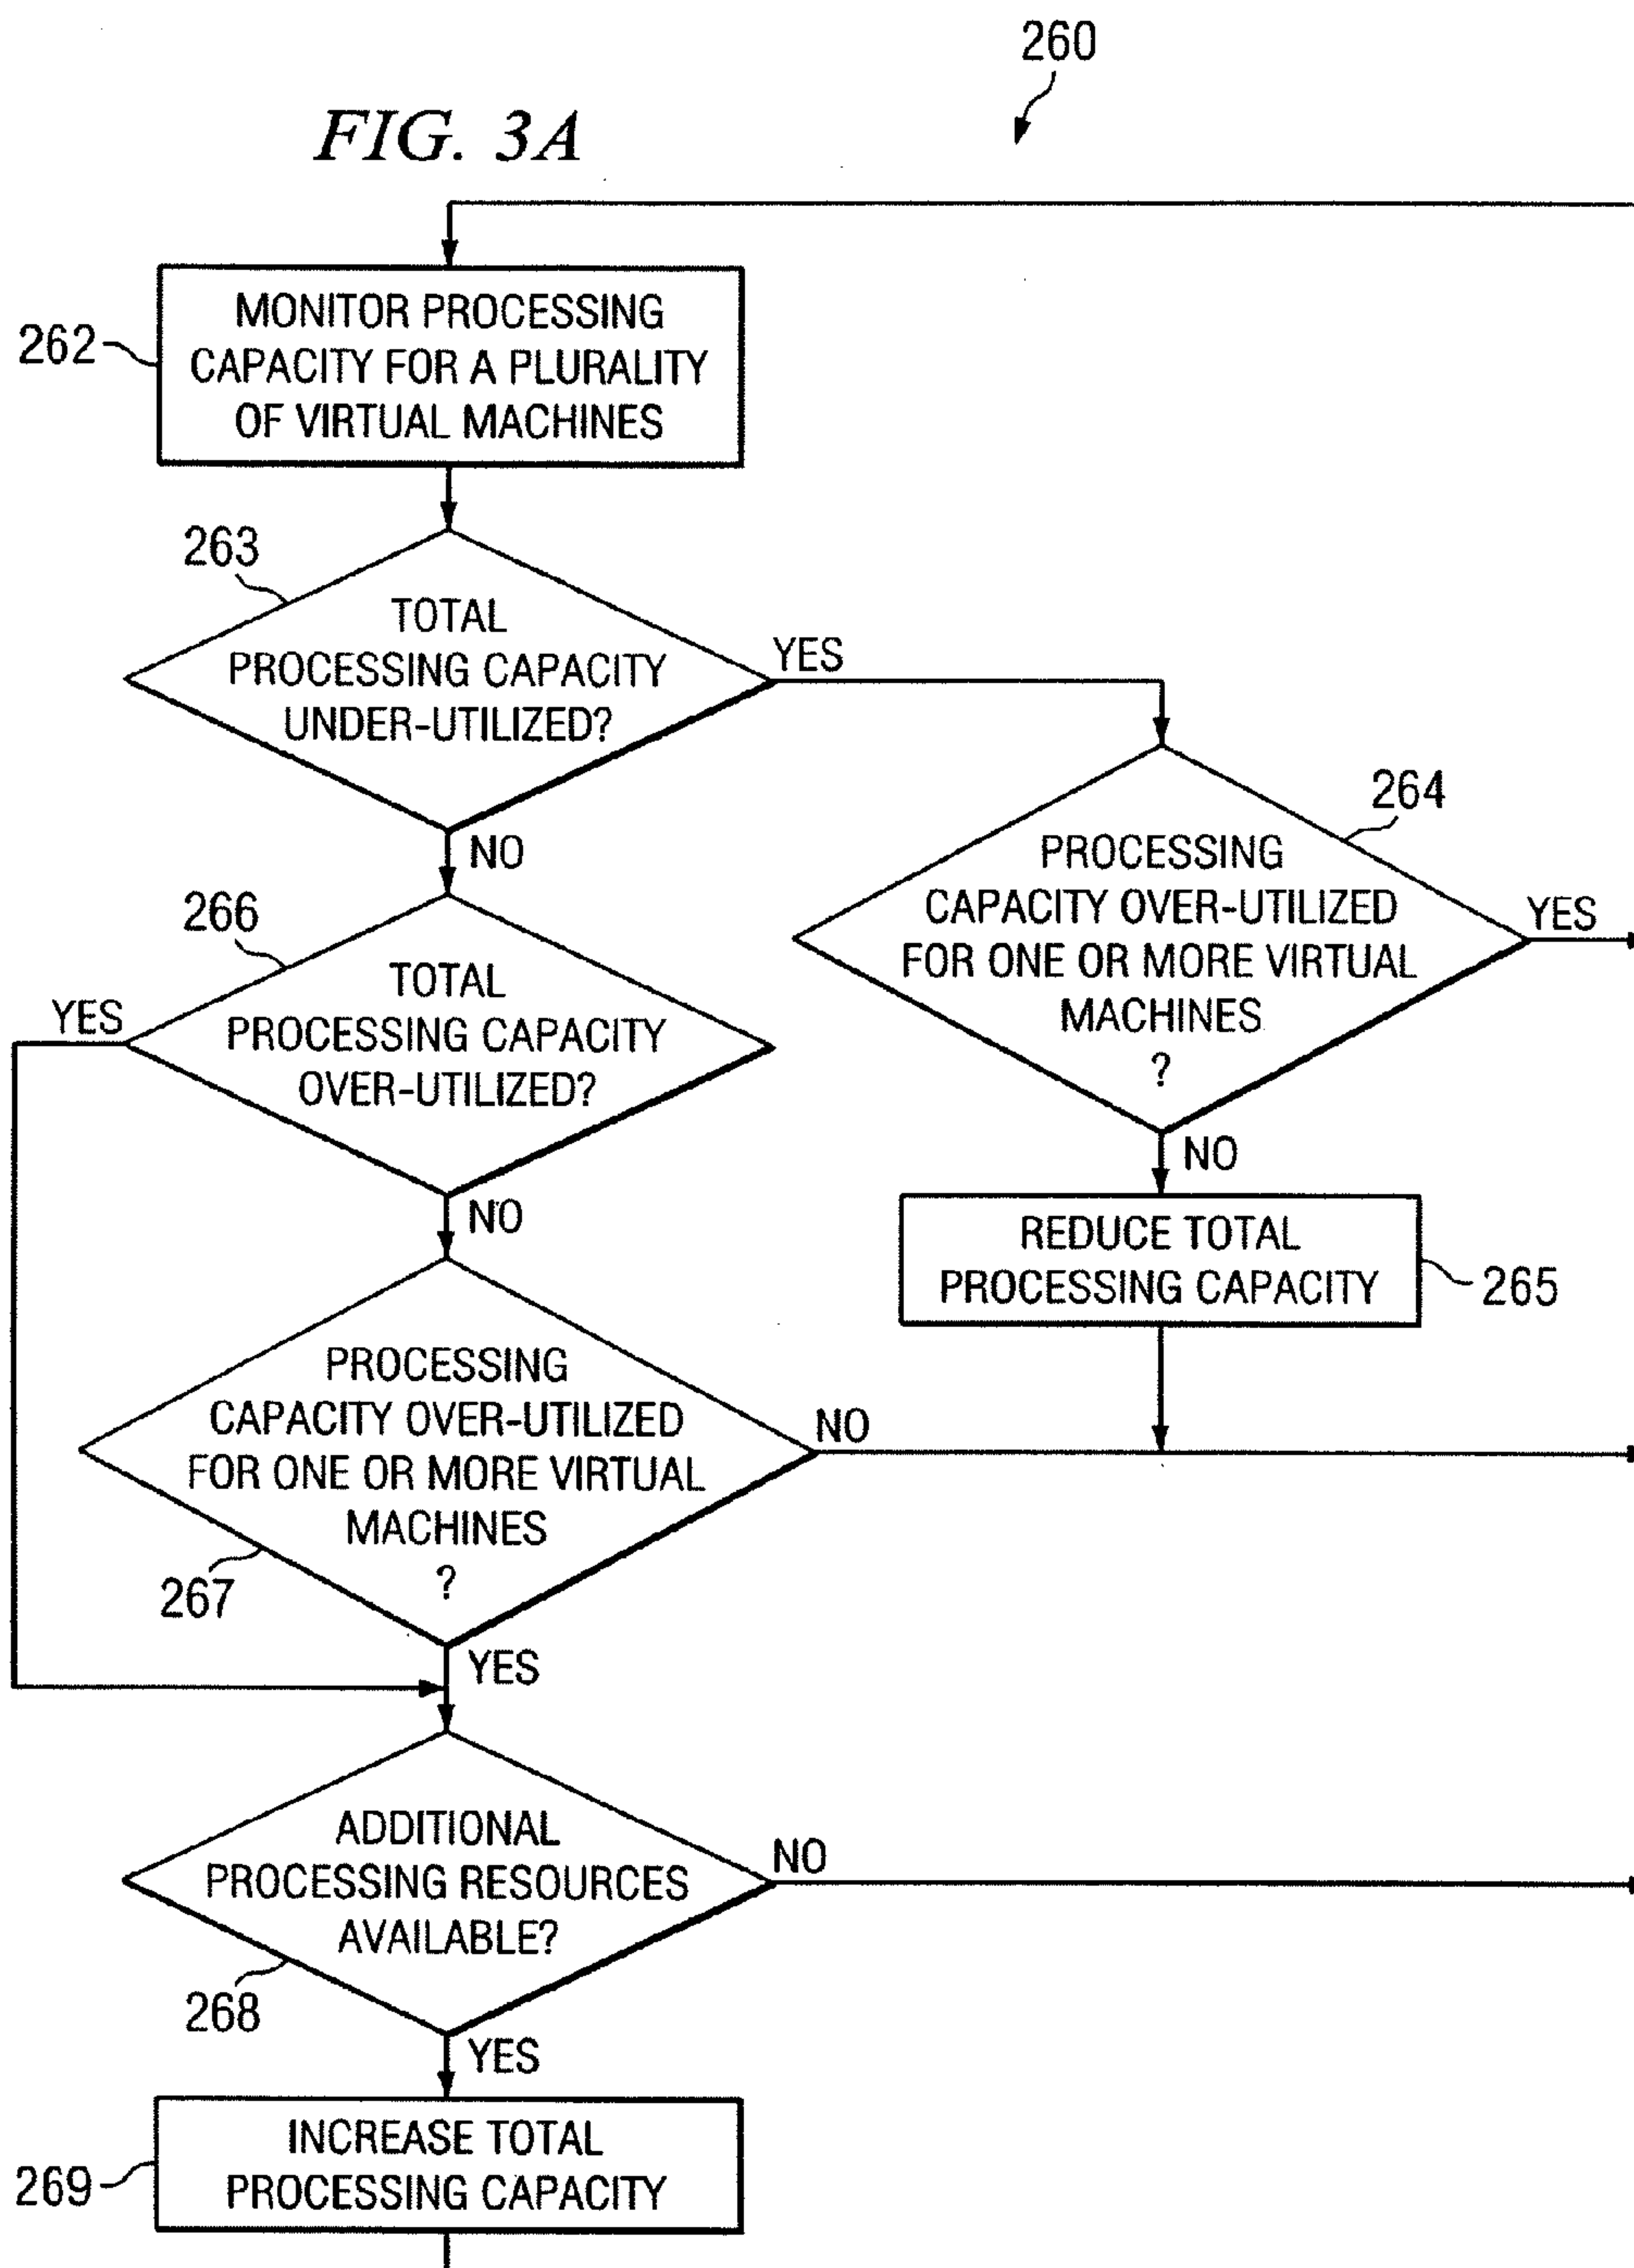 260
FIG. 3A
262
MONITOR PROCESSING
CAPACITY FOR A PLURALITY
OF VIRTUAL MACHINES
263
TOTAL
PROCESSING CAPACITY
UNDER-UTILIZED?
YES
NO
264
PROCESSING
CAPACITY OVER-UTILIZED
FOR ONE OR MORE VIRTUAL
MACHINES
?
YES
NO
266
TOTAL
PROCESSING CAPACITY
OVER-UTILIZED?
YES
NO
REDUCE TOTAL
PROCESSING CAPACITY
265
PROCESSING
CAPACITY OVER-UTILIZED
FOR ONE OR MORE VIRTUAL
MACHINES
?
NO
267
YES
ADDITIONAL
PROCESSING RESOURCES
AVAILABLE?
NO
268
YES
INCREASE TOTAL
PROCESSING CAPACITY
269